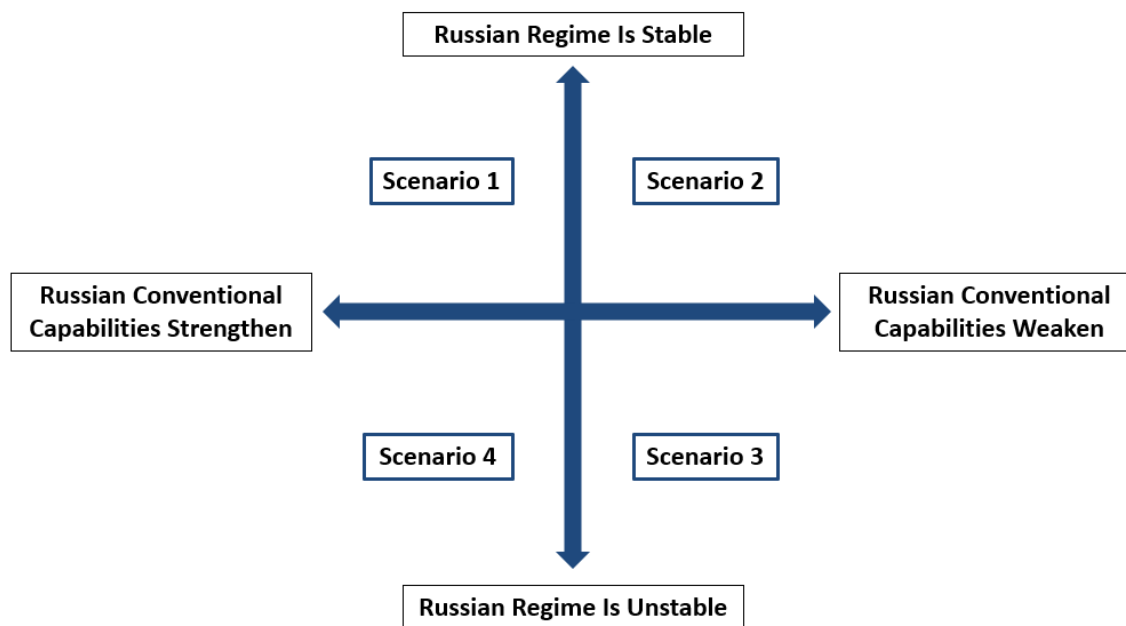 Russian Regime Is Stable
Scenario 1
Scenario 2
Russian Conventional
Capabilities Strengthen
Russian Conventional
Capabilities Weaken
Scenario 4
Scenario 3
Russian Regime Is Unstable